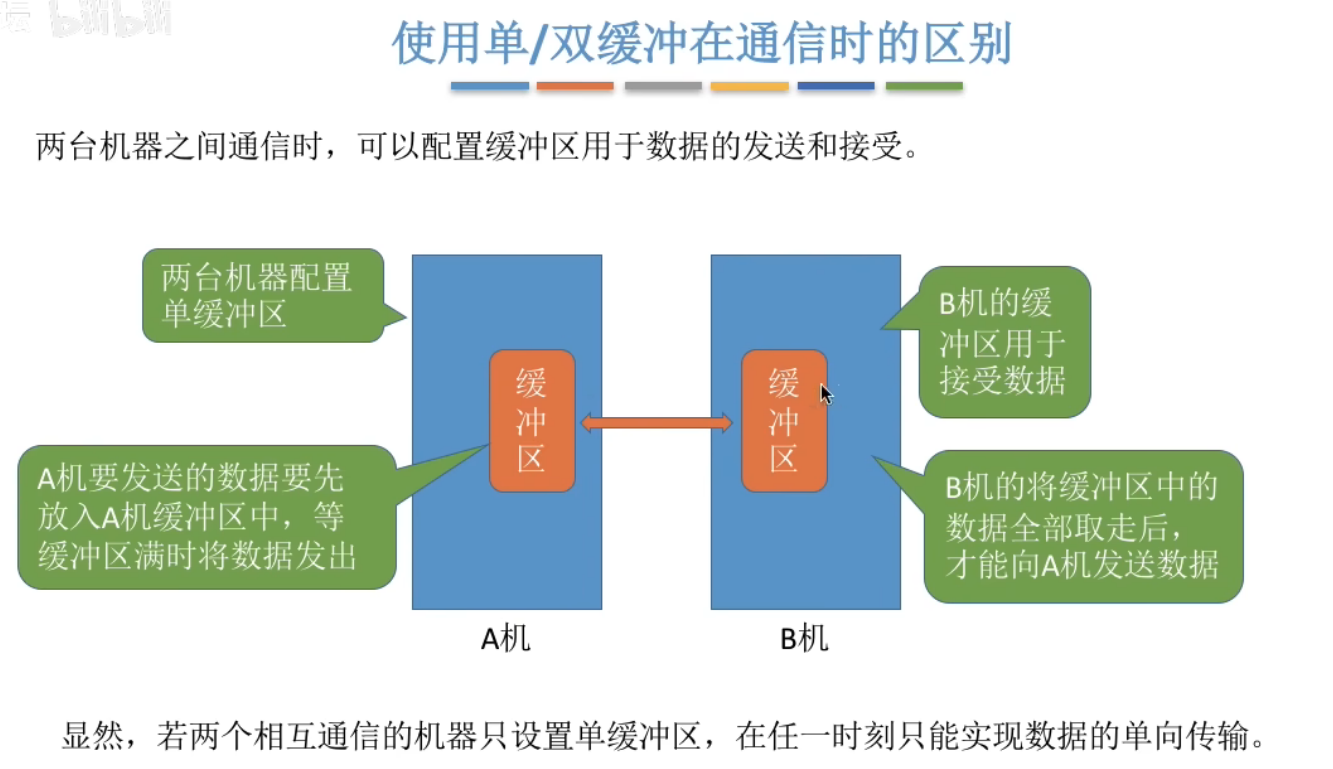 坛 bilibili
使用单/双缓冲在通信时的区别
两台机器之间通信时，可以配置缓冲区用于数据的发送和接受。
两台机器配置
单缓冲区
B机的缓
冲区用于
接受数据
缓
冲
区
缓
冲
区
A机要发送的数据要先
放入A机缓冲区中，等
缓冲区满时将数据发出
B机的将缓冲区中的
数据全部取走后，
才能向A机发送数据
A机
B机
显然，若两个相互通信的机器只设置单缓冲区，在任一时刻只能实现数据的单向传输。